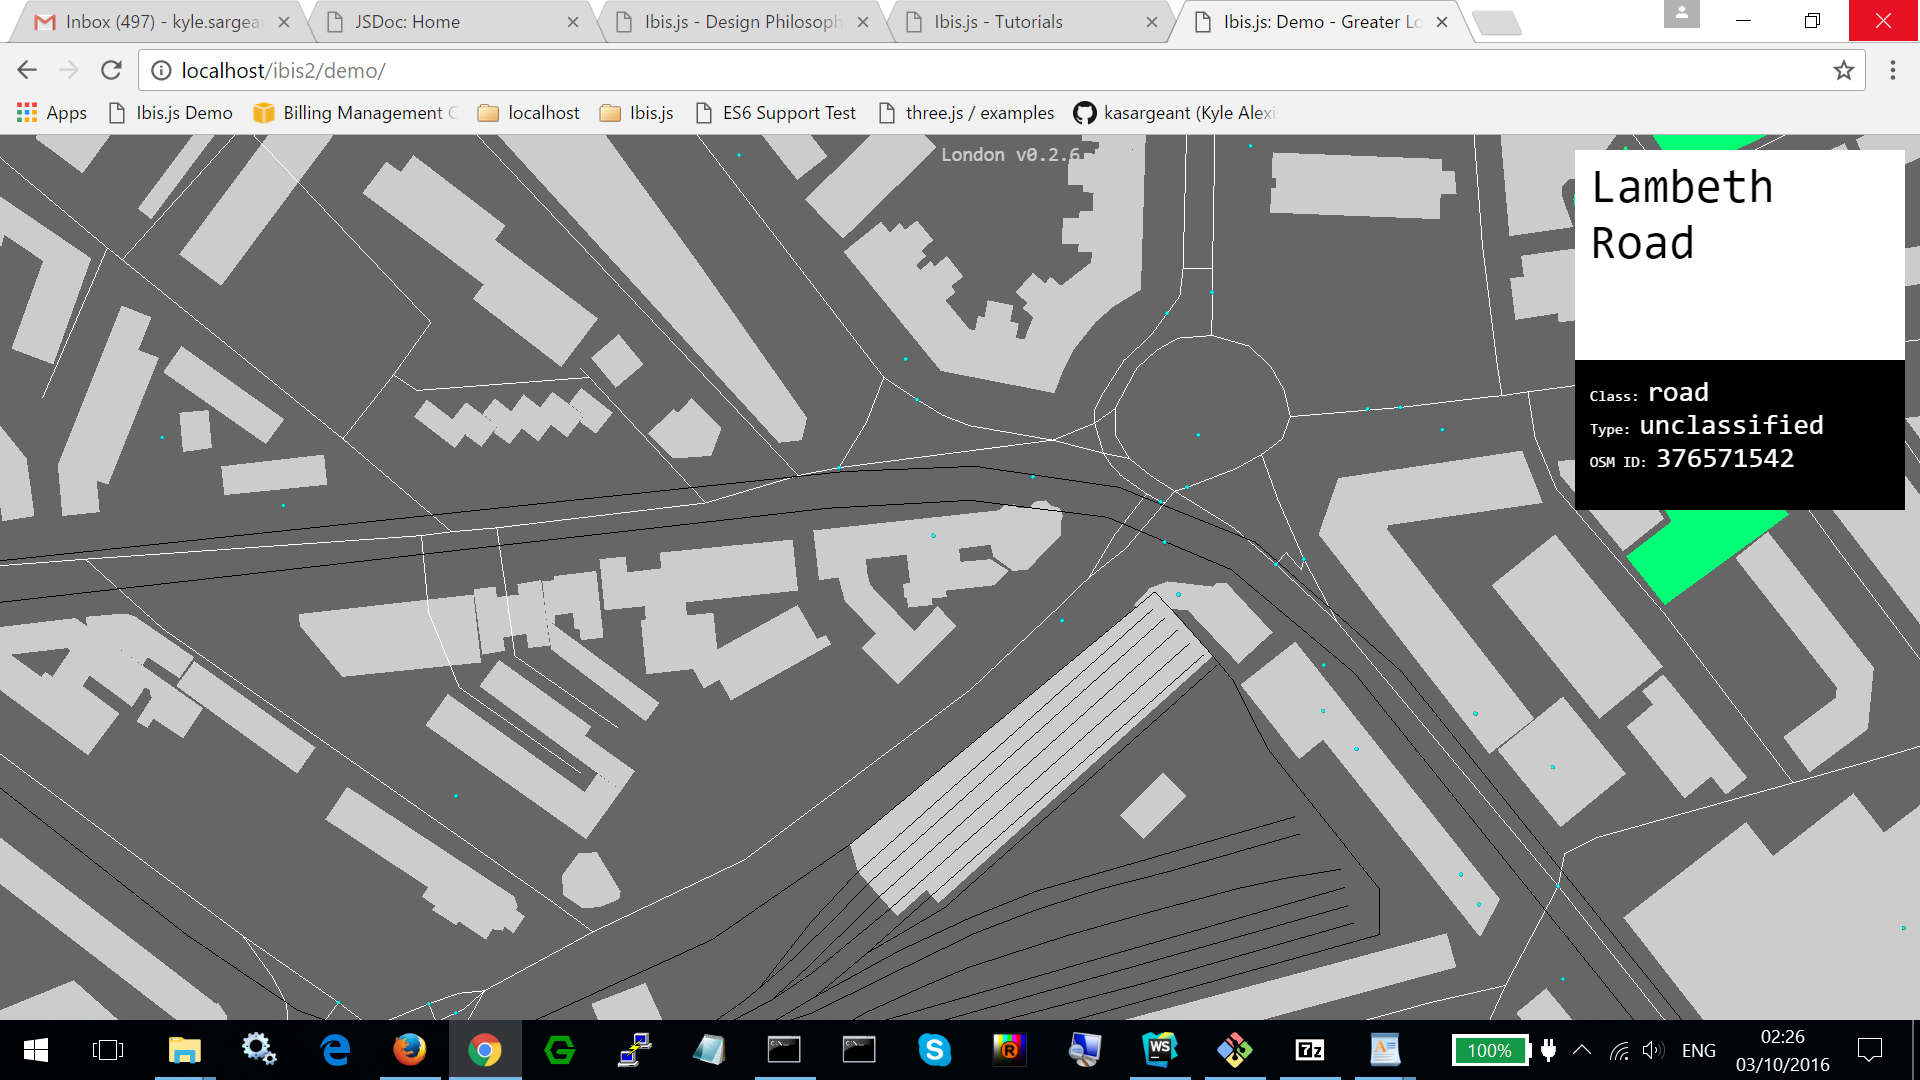 Inbox (497) - kyle.sargea
JSDoc: Home
Ibis.js - Design Philosoph
Ibis.js - Tutorials
Ibis.js: Demo - Greater Lo
localhost/ibis2/demo/
Apps
Ibis.js Demo
Billing Management C
localhost
Ibis.js
ES6 Support Test
three.js / examples
kasargeant (Kyle Alexi
London v0.2.6
Lambeth
Road
Class: road
Type: unclassified
OSM ID: 376571542
WS
7z
100%
ENG
02:26
03/10/2016